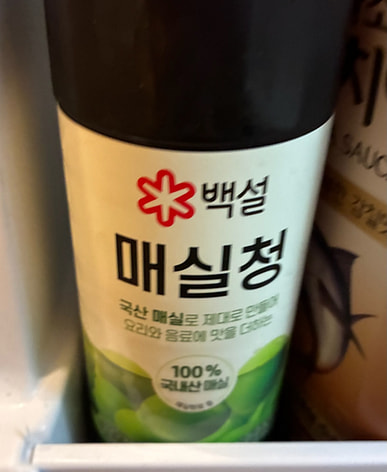 백설
매실청
국산 매실로 제대로 만들어
요리와 음료에 맛을 더하는
100%
국내산 매실
SAUC